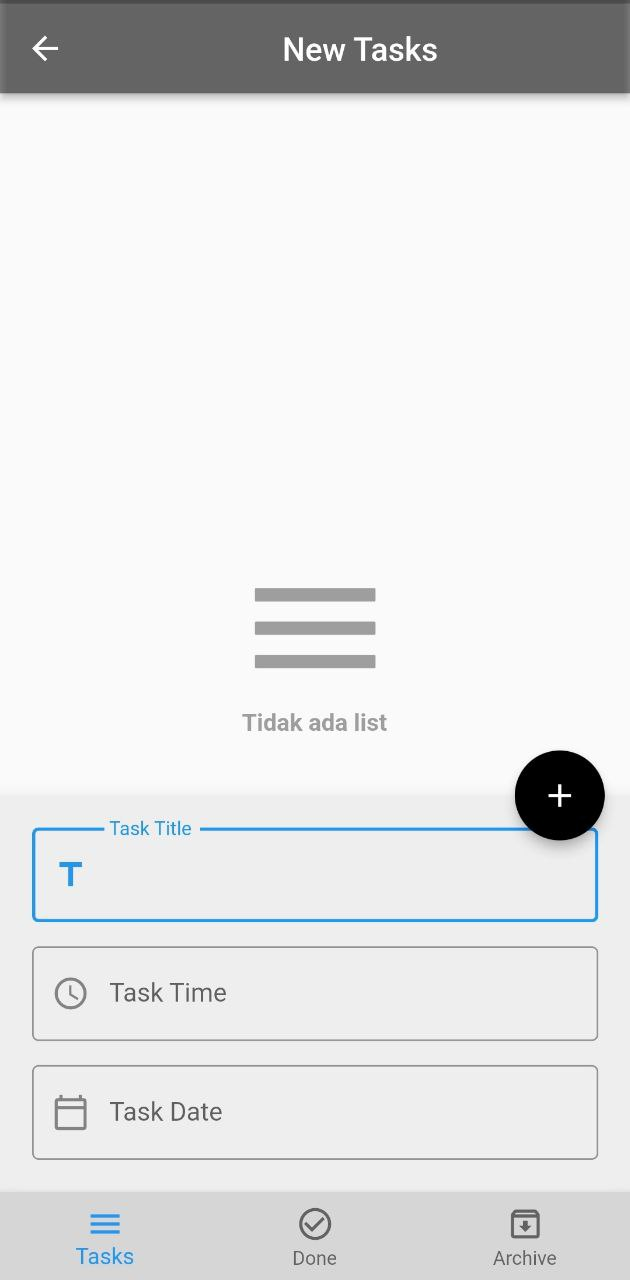 New Tasks
Tidak ada list
Task Title
Task Time
Task Date
Tasks
Done
Archive